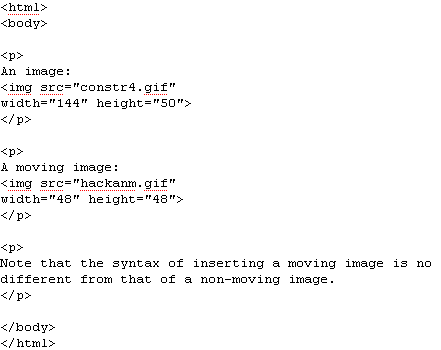 <html>
<body>
<p>
An image:
<img src="constr4.gif"
width="144" height="50">
</p>
<p>
A moving image:
<img src="hackanm.gif"
width="48" height="48">
</p>
<p>
Note that the syntax of inserting a moving image is no
different from that of a non-moving image.
</p>
</body>
</html>